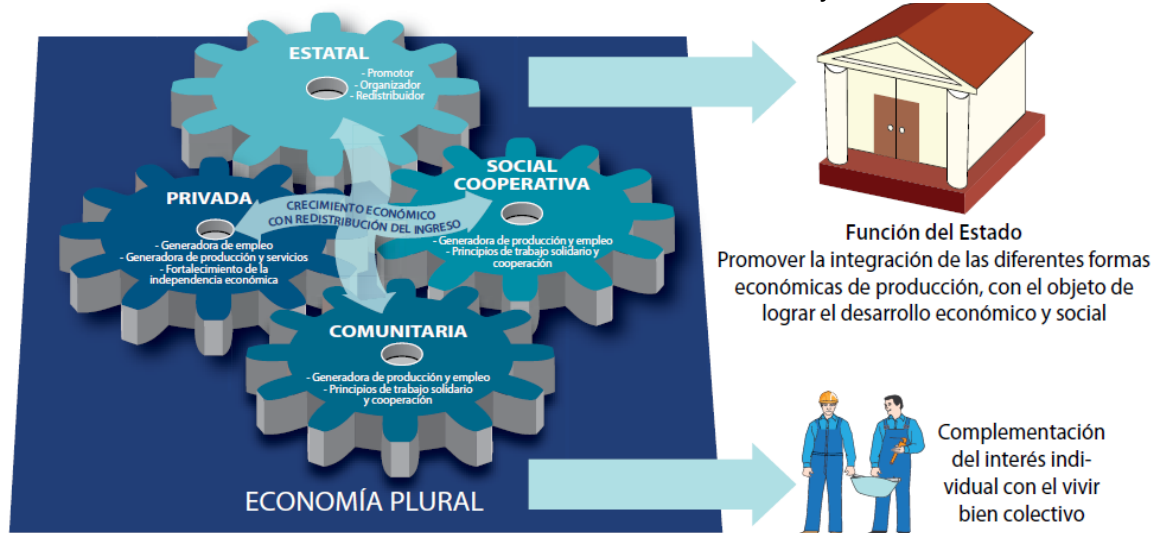 ESTATAL
- Promotor
- Organizador
- Redistribuidor
PRIVADA
- Generadora de empleo
- Generadora de producción y servicios
- Fortalecimiento de la
independencia económica
CRECIMIENTO ECONÓMICO
CON REDISTRIBUCIÓN DEL INGRESO
SOCIAL
COOPERATIVA
- Generadora de producción y empleo
- Principios de trabajo solidario y
cooperación
COMUNITARIA
- Generadora de producción y empleo
- Principios de trabajo solidario
y cooperación
ECONOMÍA PLURAL
Función del Estado
Promover la integración de las diferentes formas
económicas de producción, con el objeto de
lograr el desarrollo económico y social
Complementación
del interés indi-
vidual con el vivir
bien colectivo